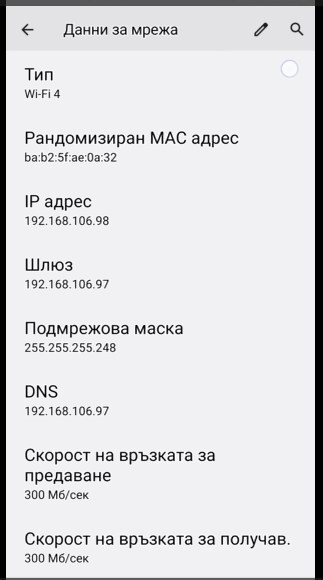 Данни за мрежа
Тип
Wi-Fi 4
Рандомизиран MAC адрес
ba:b2:5f:ae:0a:32
IP адрес
192.168.106.98
Шлюз
192.168.106.97
Подмрежова маска
255.255.255.248
DNS
192.168.106.97
Скорост на връзката за
предаване
300 Мб/сек
Скорост на връзката за получав.
300 Мб/сек